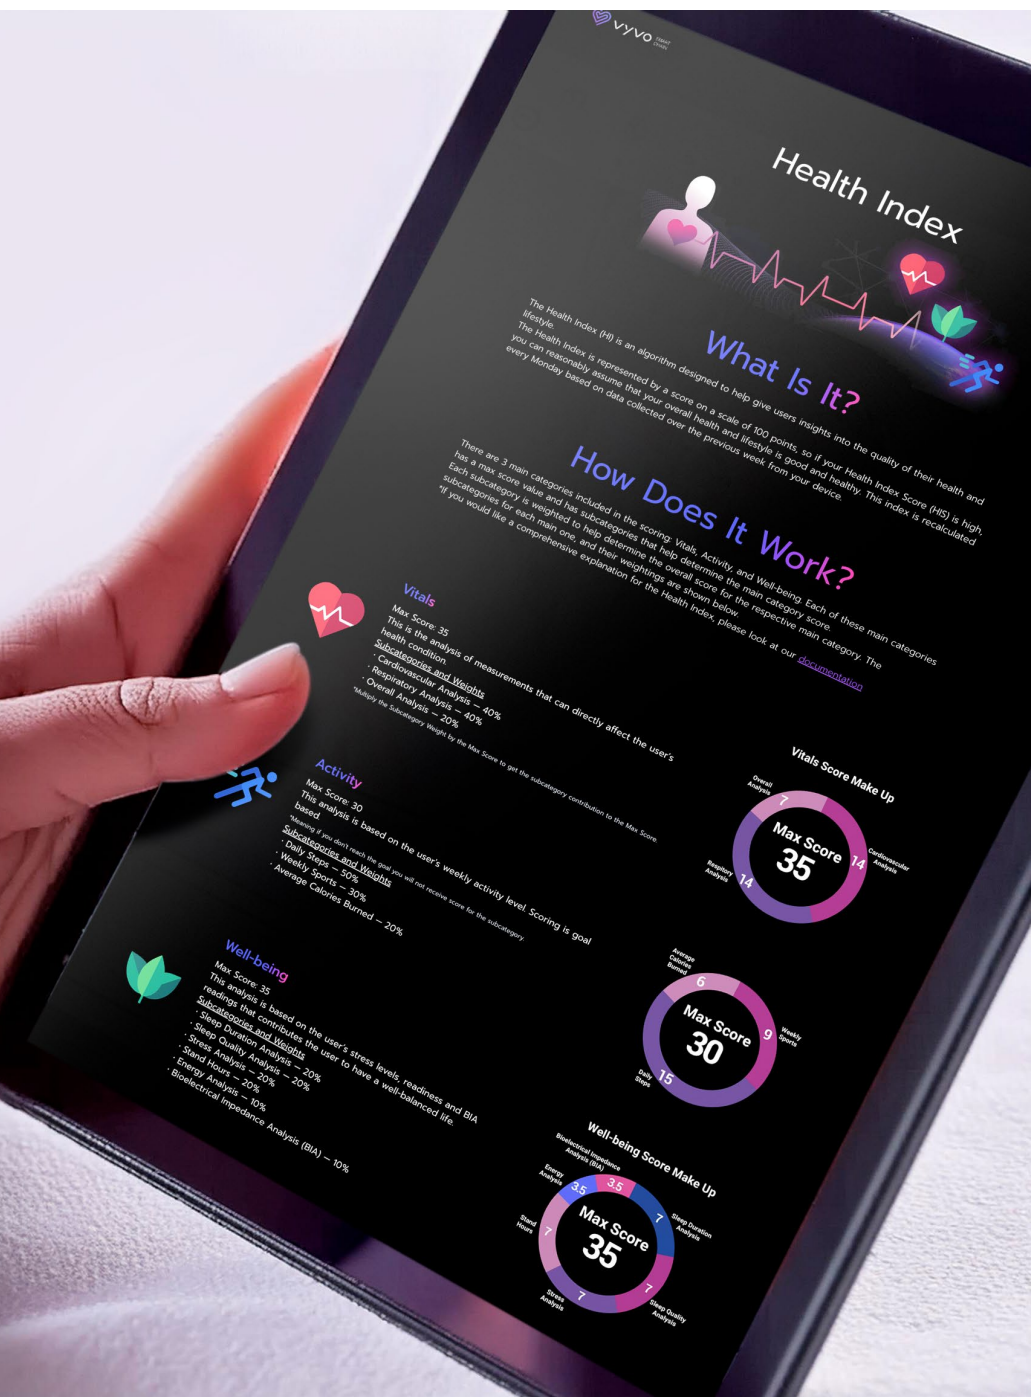 vyvo SMART CHAIN
Health Index
What Is It?
The Health Index (HI) is an algorithm designed to help give users insights into the quality of their health and
lifestyle.
The Health Index is represented by a score on a scale of 100 points, so if your Health Index Score (HIS) is high,
you can reasonably assume that your overall health and lifestyle is good and healthy. This index is recalculated
every Monday based on data collected over the previous week from your device.
How Does It Work?
There are 3 main categories included in the scoring: Vitals, Activity, and Well-being. Each of these main categories
has a max score value and has subcategories that help determine the main category score.
Each subcategory is weighted to help determine the overall score for the respective main category. The
subcategories for each main one, and their weightings are shown below.
*If you would like a comprehensive explanation for the Health Index, please look at our documentation
Vitals
Max Score: 35
This is the analysis of measurements that can directly affect the user's
health condition.
Subcategories and Weights
· Cardiovascular Analysis – 40%
· Respiratory Analysis – 40%
· Overall Analysis – 20%
*Multiply the Subcategory Weight by the Max Score to get the subcategory contribution to the Max Score.
Vitals Score Make Up
Overall
Analysis
7
Max Score
35
14
Cardiovascular
Analysis
Respitory
Analysis
14
Activity
Max Score: 30
This analysis is based on the user's weekly activity level. Scoring is goal
based.
*Meaning if you don't reach the goal you will not receive score for the subcategory.
Subcategories and Weights
· Daily Steps – 50%
· Weekly Sports – 30%
· Average Calories Burned – 20%
Average
Calories
Burned
6
Max Score
30
9
Weekly
Sports
Daily
Steps
15
Well-being
Max Score: 35
This analysis is based on the user's stress levels, readiness and BIA
readings that contributes the user to have a well-balanced life.
Subcategories and Weights
· Sleep Duration Analysis – 20%
· Sleep Quality Analysis – 20%
· Stress Analysis – 20%
· Stand Hours – 20%
· Energy Analysis – 10%
· Bioelectrical Impedance Analysis (BIA) – 10%
Well-being Score Make Up
Bioelectrical Impedance
Analysis (BIA)
3.5
Energy
Analysis
3.5
7
Sleep Duration
Analysis
Max Score
35
Stand
Hours
7
7
Sleep Quality
Analysis
Stress
Analysis
7